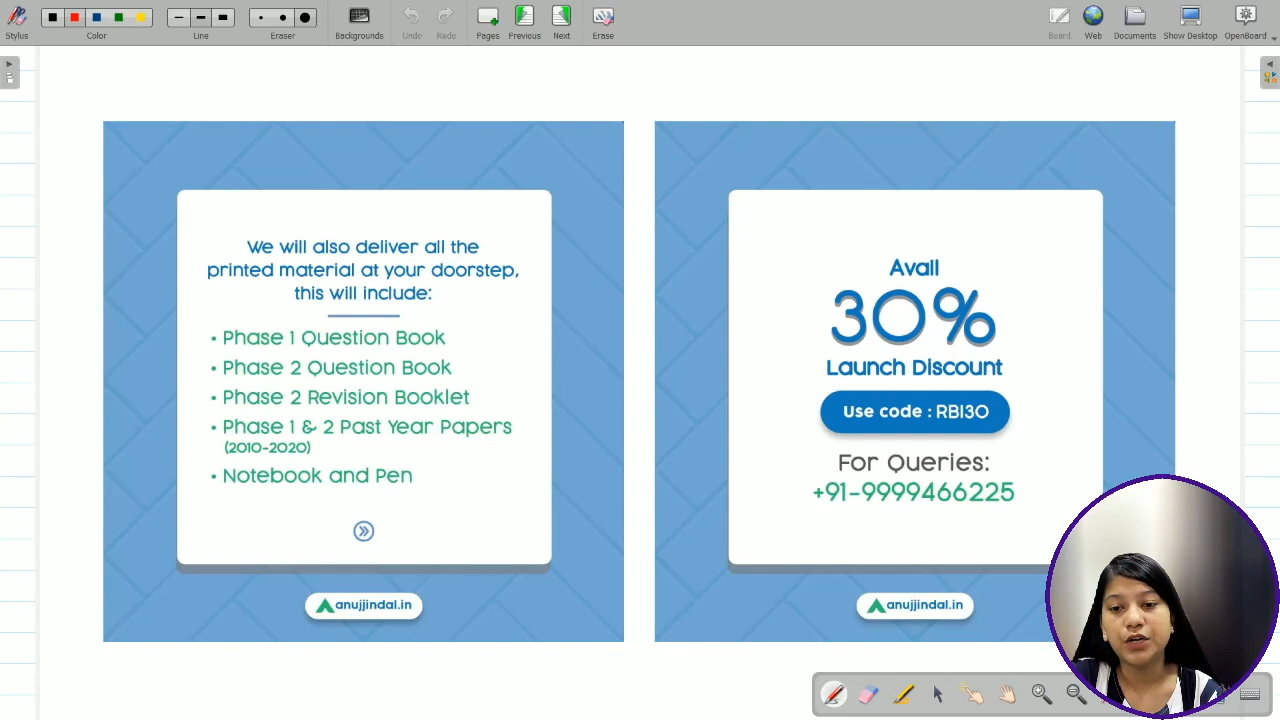 Stylus
Color
Line
Eraser
Backgrounds
Undo
Redo
Pages
Previous
Next
Erase
Board
Web
Documents
Show Desktop
OpenBoard
We will also deliver all the
printed material at your doorstep,
this will include:
• Phase 1 Question Book
• Phase 2 Question Book
• Phase 2 Revision Booklet
• Phase 1 & 2 Past Year Papers
(2010-2020)
• Notebook and Pen
anujjindal.in
Avail
30%
Launch Discount
Use code : RBI30
For Queries:
+91-9999466225
anujjindal.in